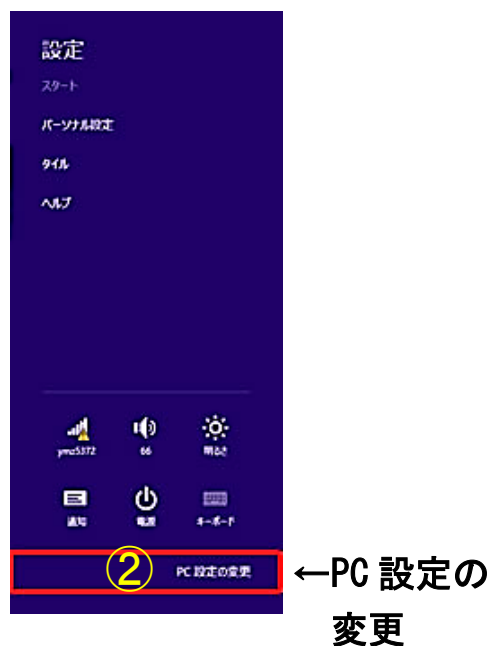 設定
スタート
パーソナル設定
タイル
ヘルプ
ymz5372 66 明るさ
通知 電源 キーボード
② PC 設定の変更
←PC 設定の
変更